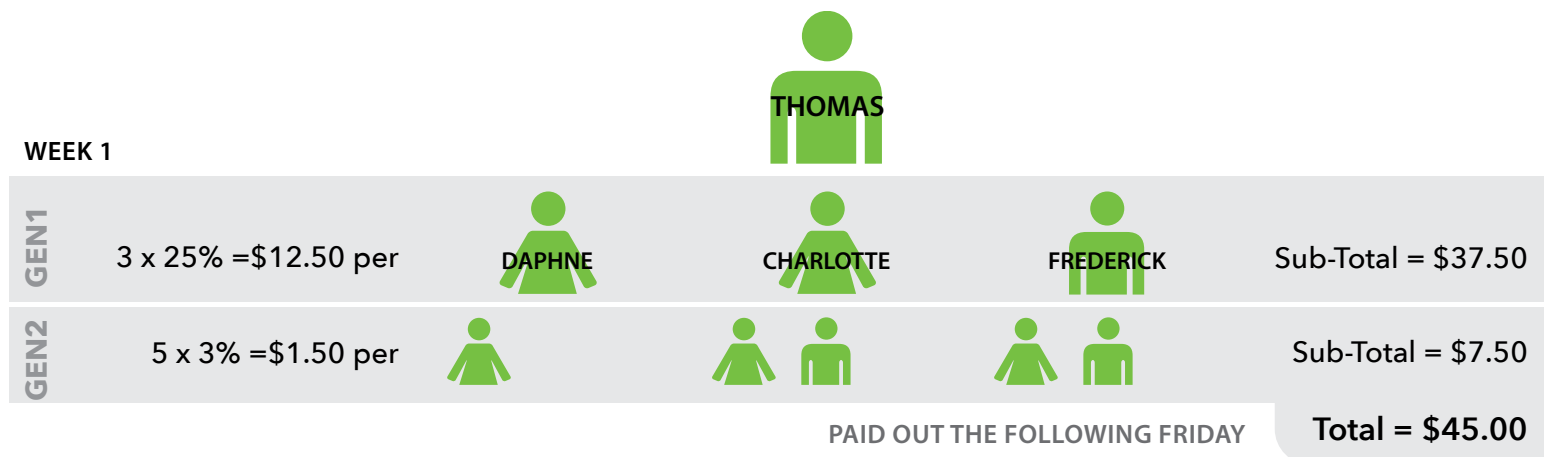 THOMAS
WEEK 1
GEN1
3 x 25% =$12.50 per
DAPHNE
CHARLOTTE
FREDERICK
Sub-Total = $37.50
GEN2
5 x 3% =$1.50 per
Sub-Total = $7.50
PAID OUT THE FOLLOWING FRIDAY
Total = $45.00